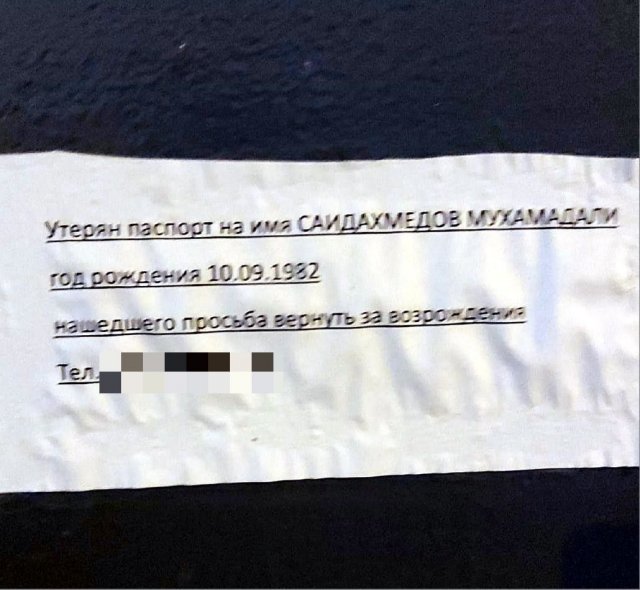 Утерян паспорт на имя САИДАХМЕДОВ МУХАМАДАЛИ
год рождения 10.09.1982
нашедшего просьба вернуть за возрождения
Тел.